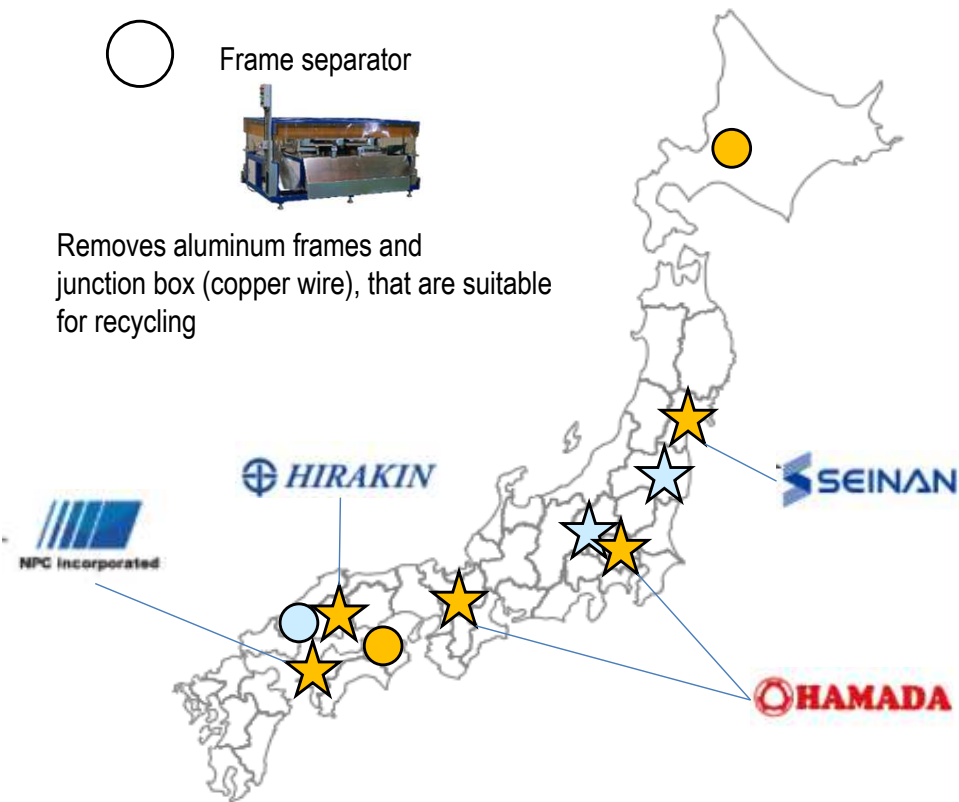 Frame separator
Removes aluminum frames and
junction box (copper wire), that are suitable
for recycling
HIRAKIN
SEINAN
NPC incorporated
HAMADA